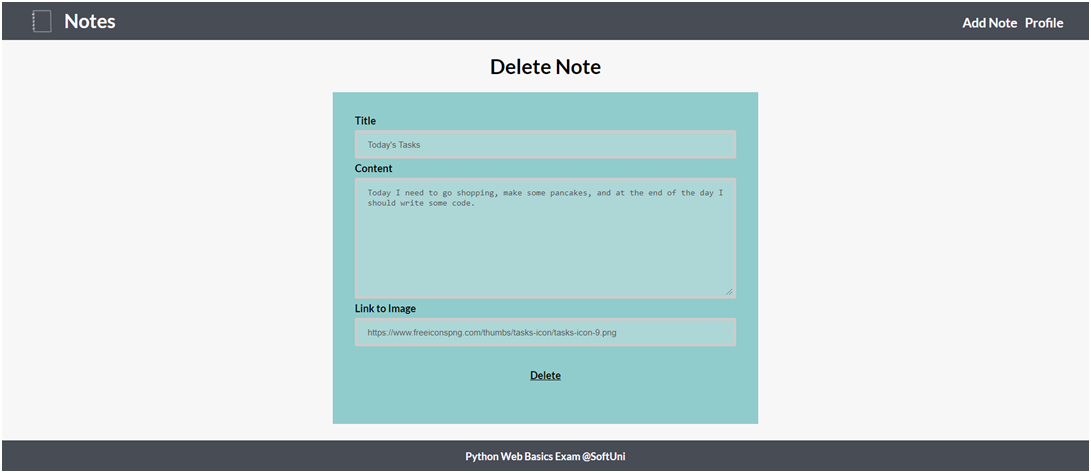 Notes
Add Note Profile
Delete Note
Title
Today's Tasks
Content
Today I need to go shopping, make some pancakes, and at the end of the day I
should write some code.
Link to Image
https://www.freeiconspng.com/thumbs/tasks-icon/tasks-icon-9.png
Delete
Python Web Basics Exam @SoftUni